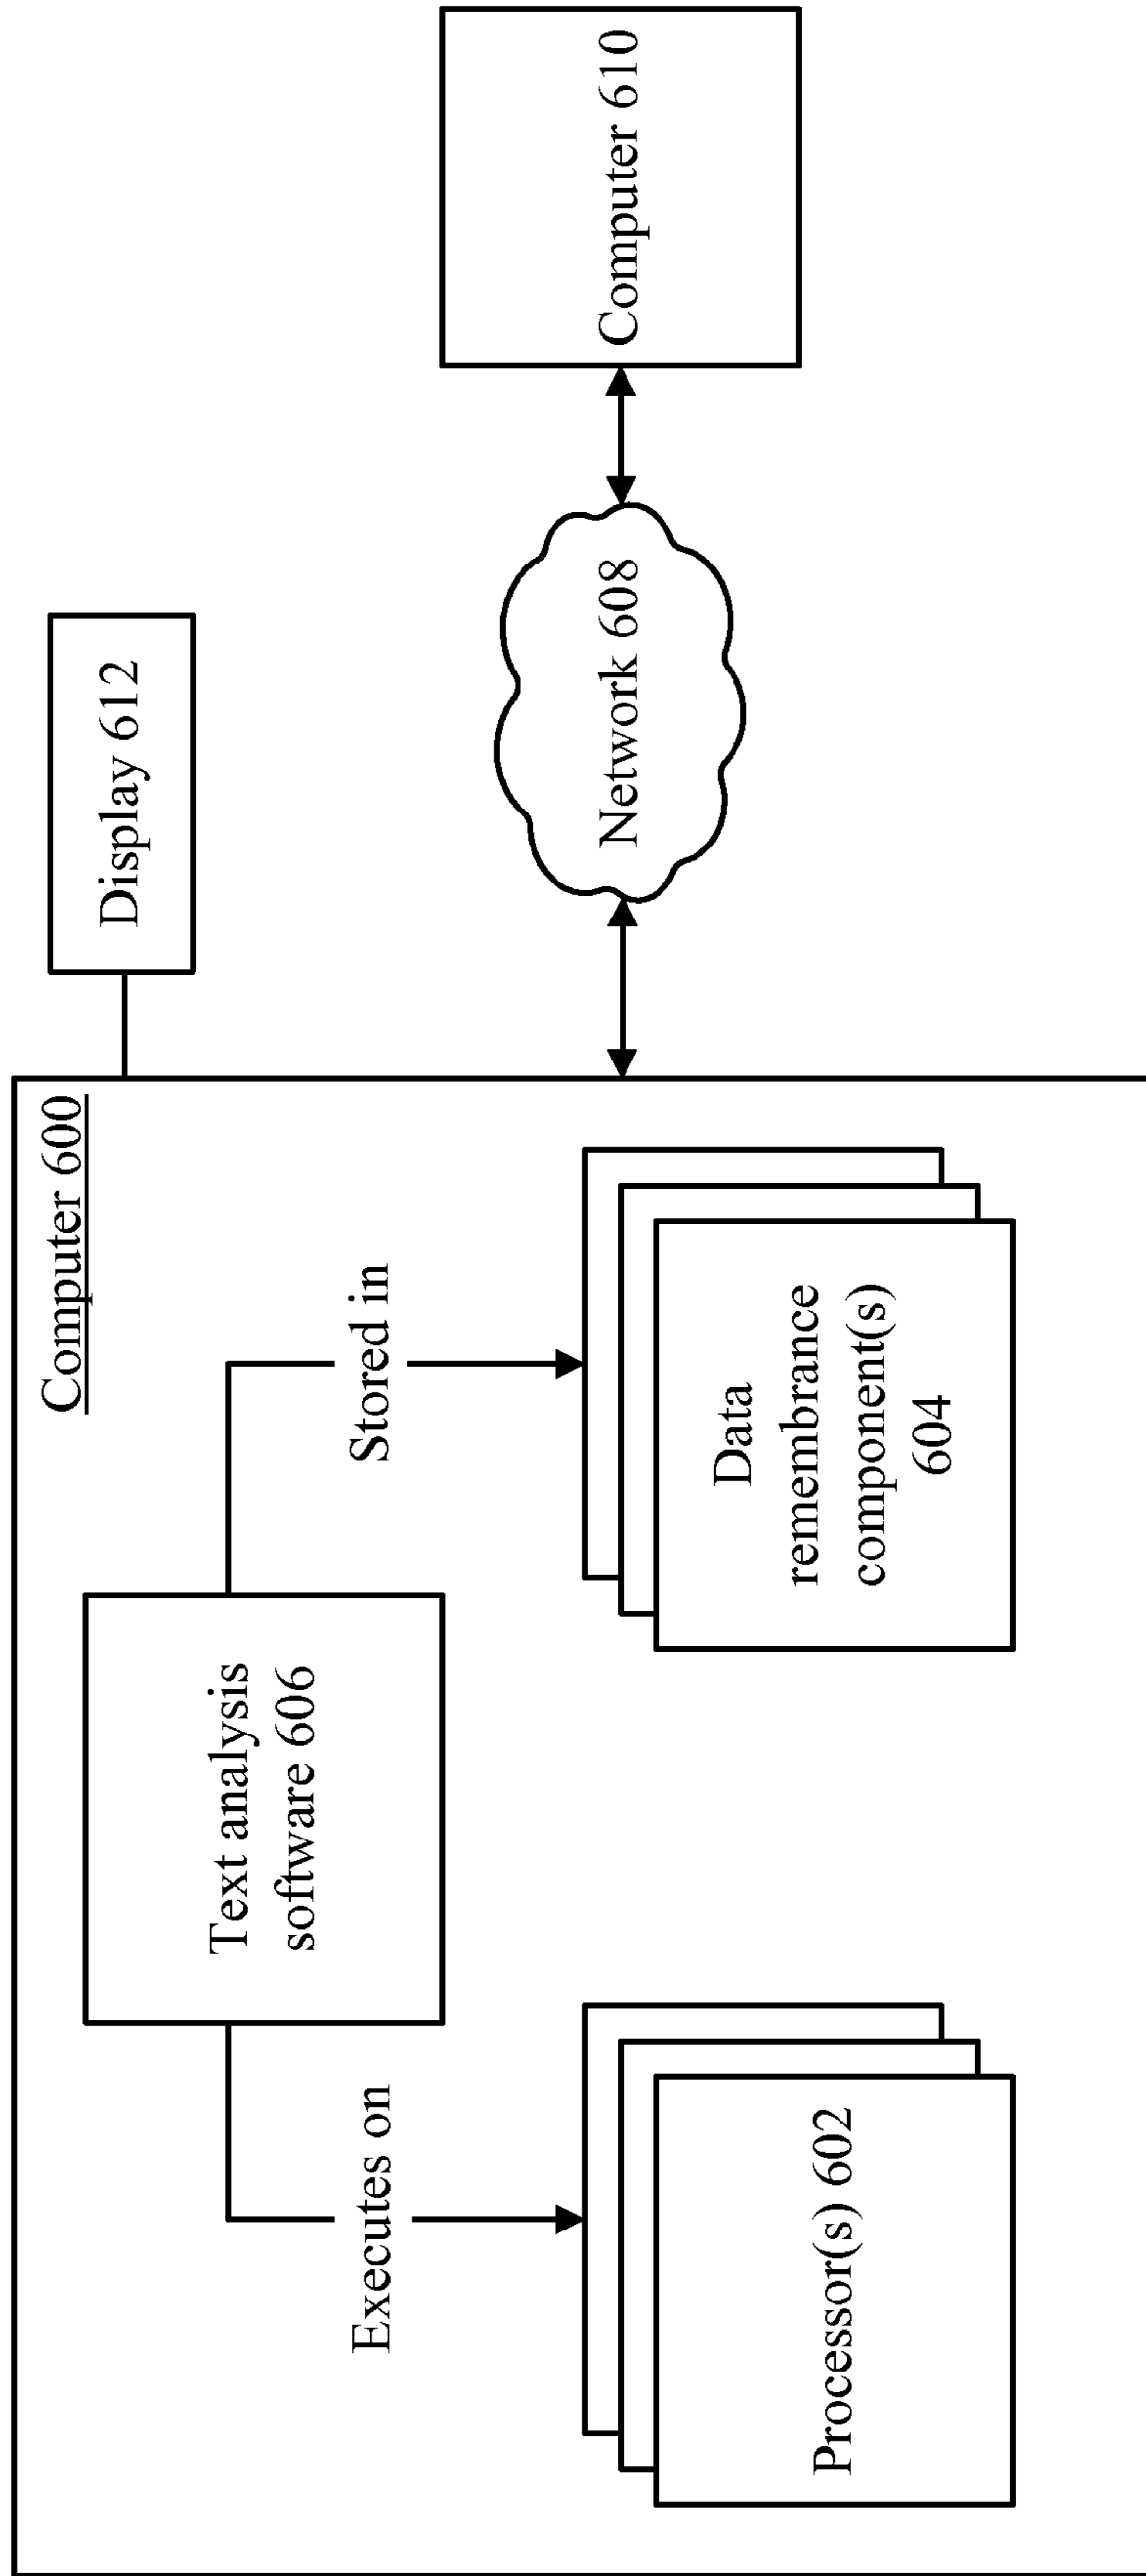 Computer 600
Text analysis
software 606
Executes on
Stored in
Processor(s) 602
Data
remembrance
component(s)
604
Display 612
Network 608
Computer 610